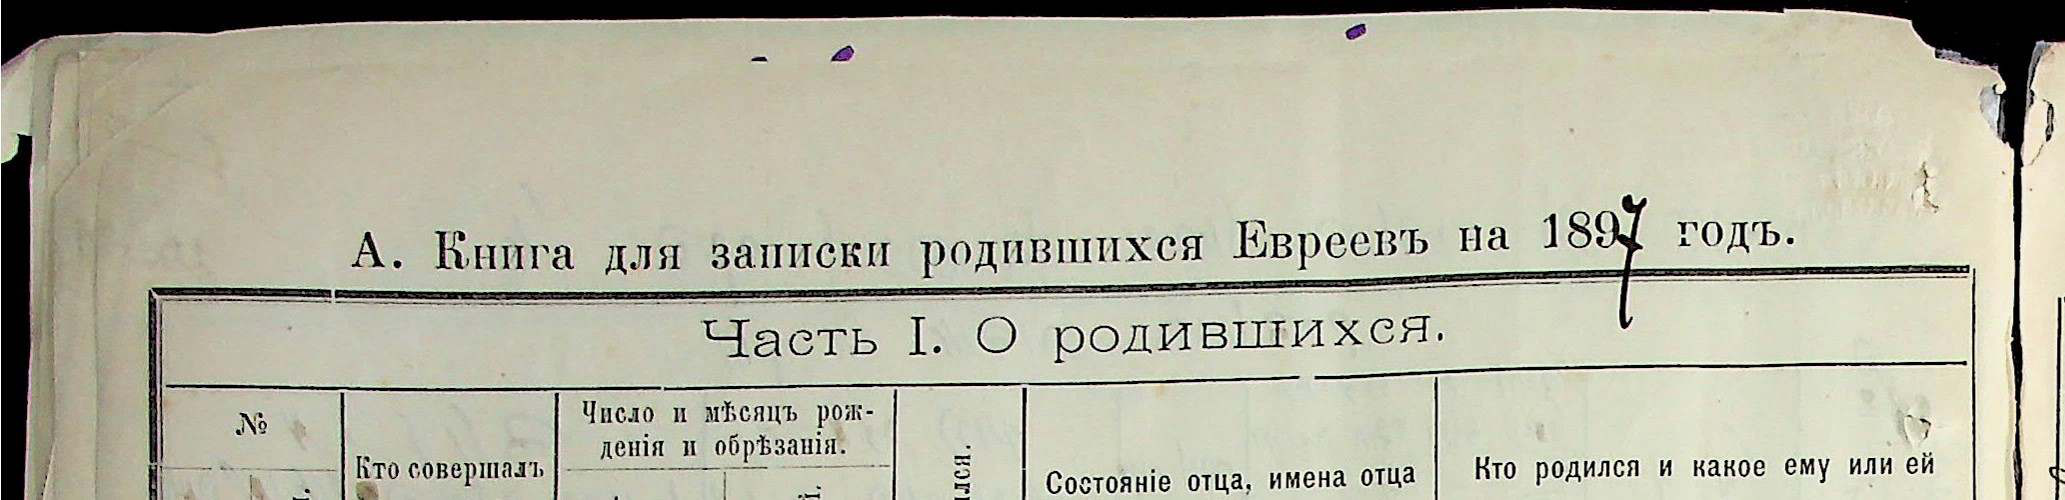 А. Книга для записки родившихся Евреевъ на 1897 годъ.
Часть I. О родившихся.
№
Кто совершалъ
Число и мѣсяцъ рож-
денія и обрѣзанія.
Состояніе отца, имена отца
Кто родился и какое ему или ей